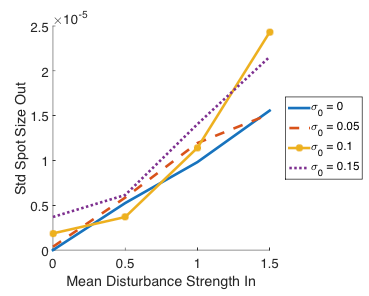 ×10⁻⁵
2.5
2
1.5
1
0.5
0
0 0.5 1 1.5
Std Spot Size Out
Mean Disturbance Strength In
σ₀ = 0
σ₀ = 0.05
σ₀ = 0.1
σ₀ = 0.15